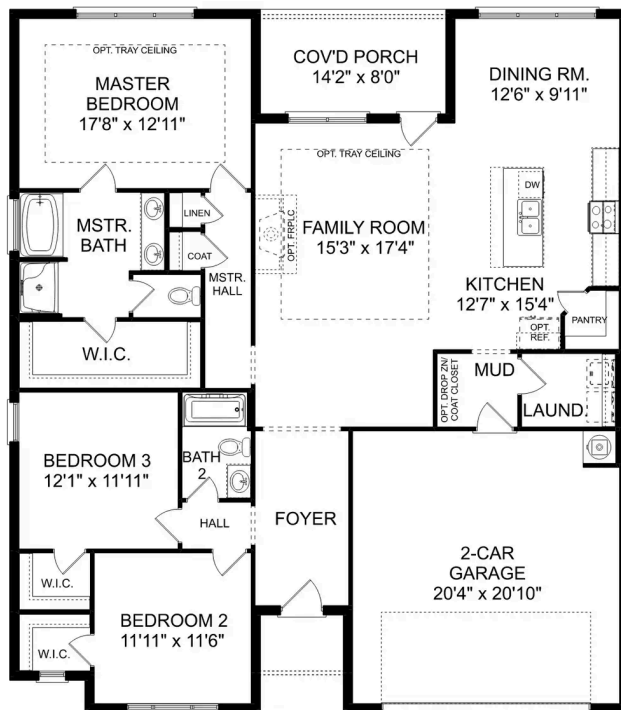 OPT. TRAY CEILING
MASTER
BEDROOM
17'8" x 12'11"
COV'D PORCH
14'2" x 8'0"
DINING RM.
12'6" x 9'11"
OPT. TRAY CEILING
DW
LINEN
MSTR.
BATH
COAT
OPT. FRPLC
FAMILY ROOM
15'3" x 17'4"
MSTR.
HALL
KITCHEN
12'7" x 15'4"
PANTRY
OPT.
REF.
W.I.C.
OPT. DROP ZN/
COAT CLOSET
MUD
LAUND.
BEDROOM 3
12'1" x 11'11"
BATH
2
HALL
FOYER
2-CAR
GARAGE
20'4" x 20'10"
W.I.C.
BEDROOM 2
11'11" x 11'6"
W.I.C.